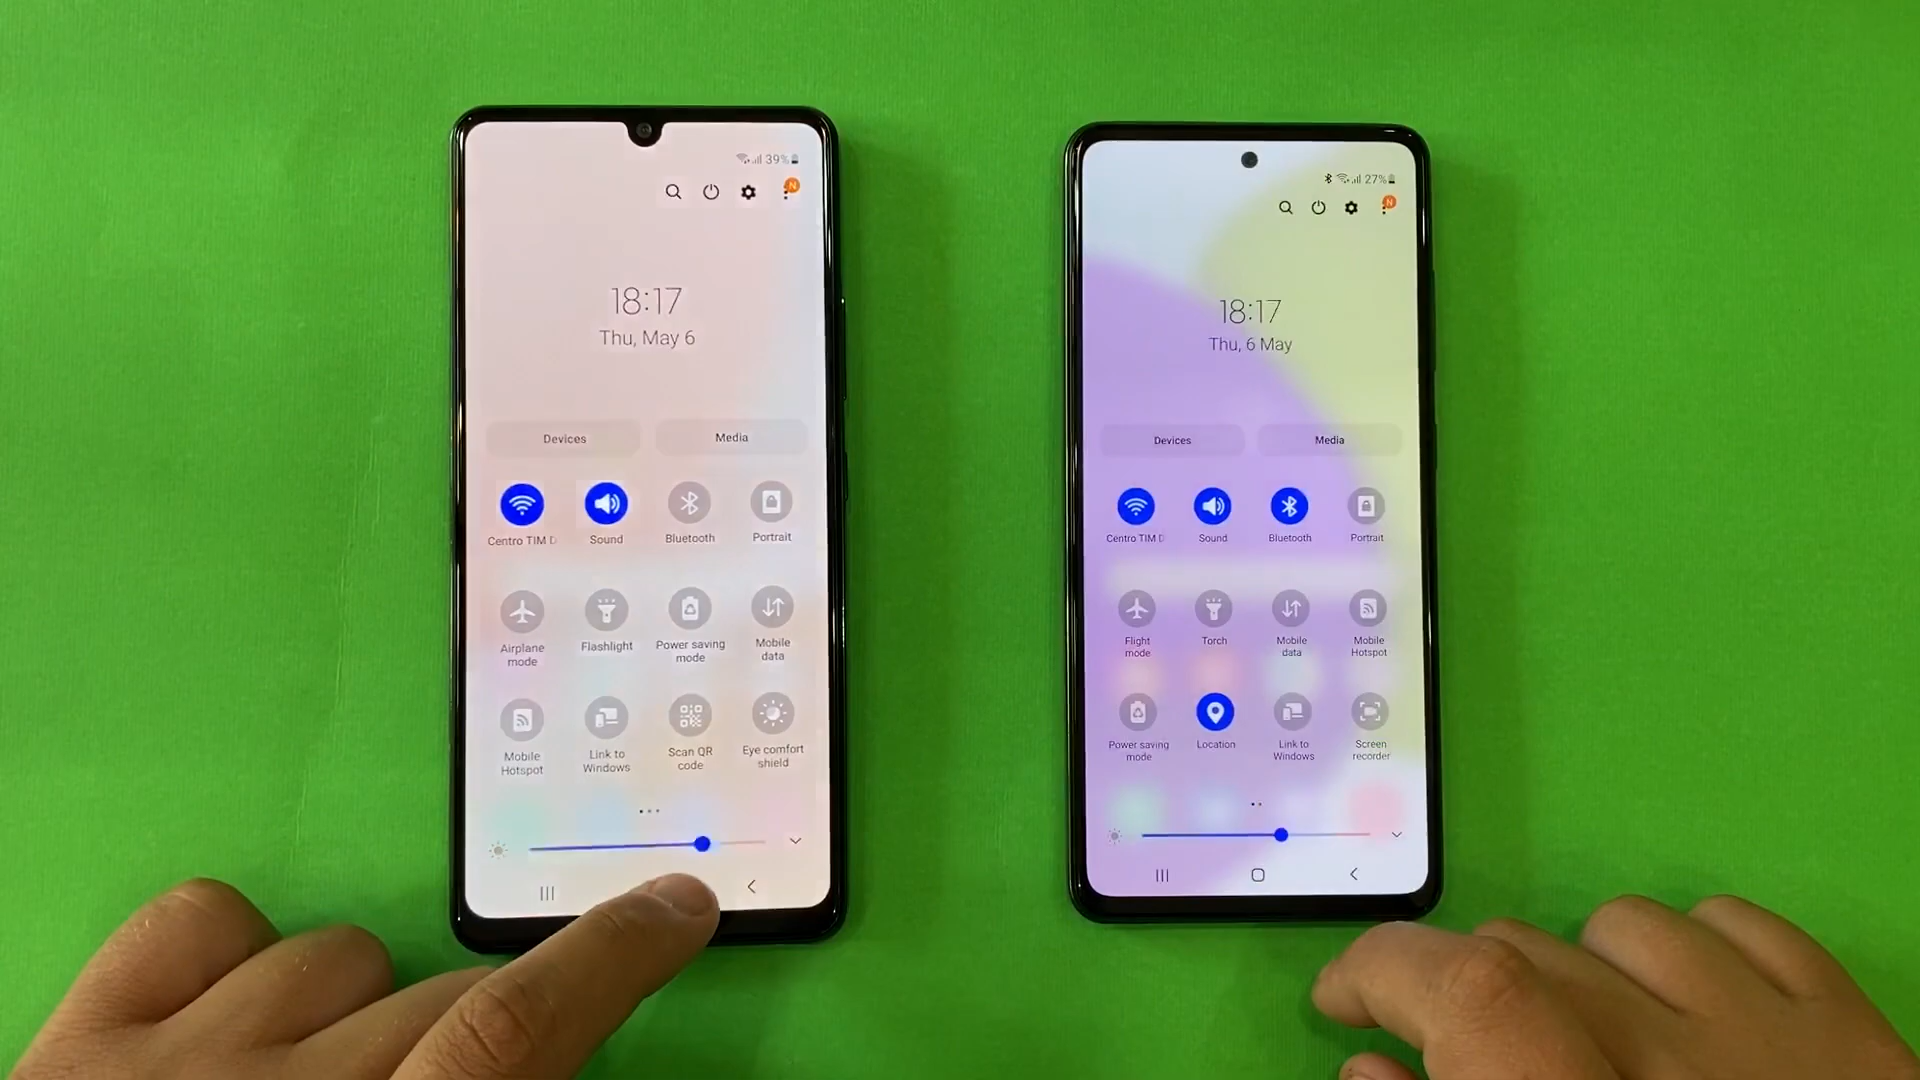 39%
N
18:17
Thu, May 6
Devices
Media
Centro TIM D
Sound
Bluetooth
Portrait
Airplane
mode
Flashlight
Power saving
mode
Mobile
data
Mobile
Hotspot
Link to
Windows
Scan QR
code
Eye comfort
shield
27%
N
18:17
Thu, 6 May
Devices
Media
Centro TIM D
Sound
Bluetooth
Portrait
Flight
mode
Torch
Mobile
data
Mobile
Hotspot
Power saving
mode
Location
Link to
Windows
Screen
recorder